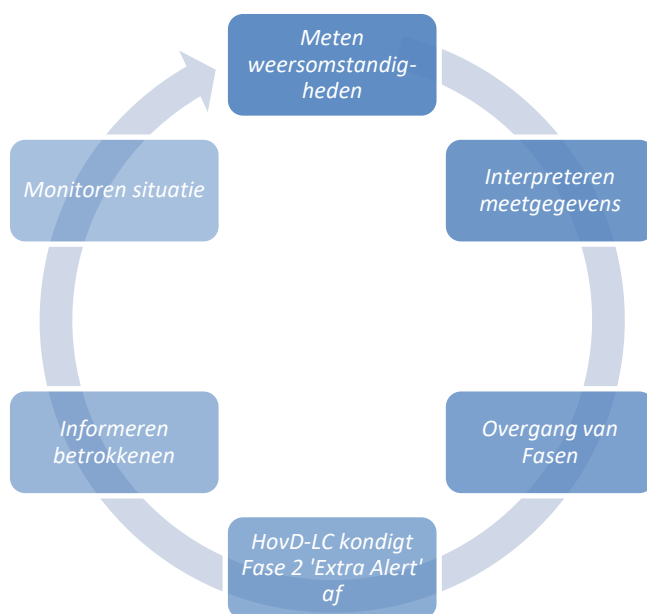 Meten
weersomstandig-
heden
Interpreteren
meetgegevens
Overgang van
Fasen
HovD-LC kondigt
Fase 2 'Extra Alert'
af
Informeren
betrokkenen
Monitoren situatie